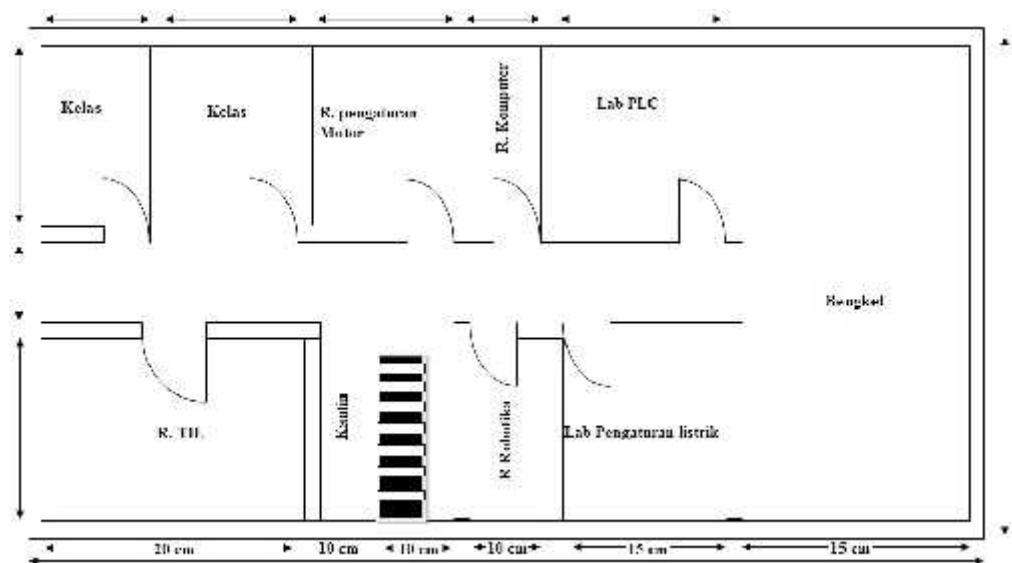 Kelas
Kelas
R. pengaturan
Motor
R. Komputer
Lab PLC
Bengkel
R. TIL
R Robotika
Lab Pengaturan listrik
20 cm
10 cm
10 cm
10 cm
15 cm
15 cm